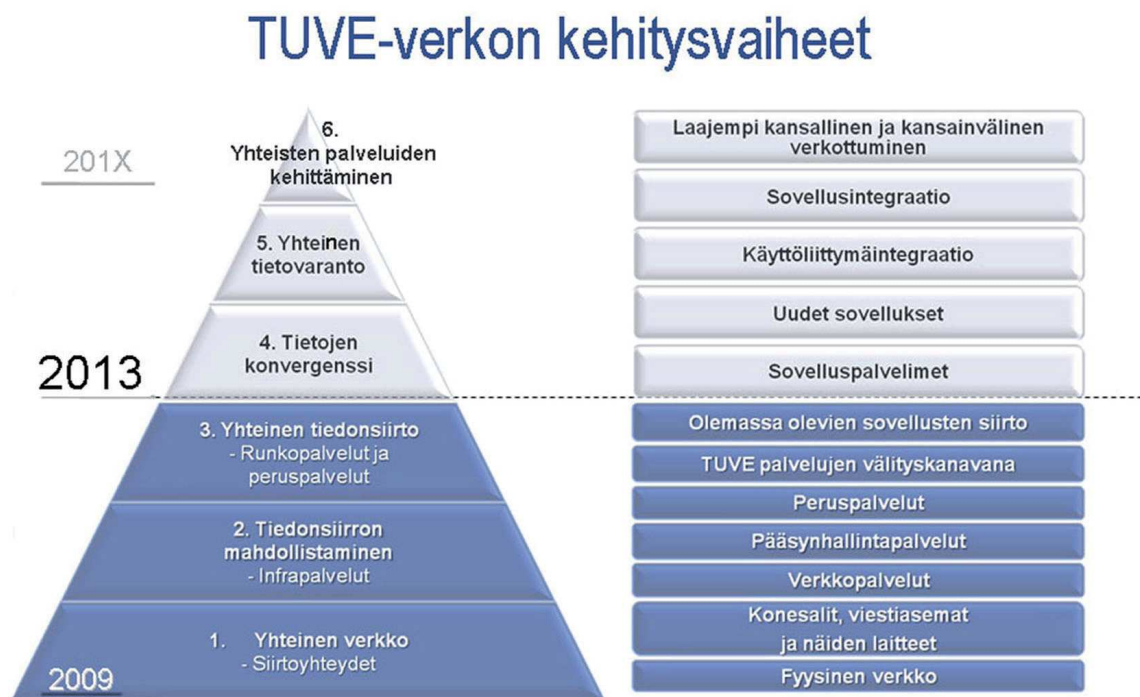 TUVE-verkon kehitysvaiheet
201X
6.
Yhteisten palveluiden
kehittäminen
5. Yhteinen
tietovaranto
2013
4. Tietojen
konvergenssi
3. Yhteinen tiedonsiirto
- Runkopalvelut ja
peruspalvelut
2. Tiedonsiirron
mahdollistaminen
- Infrapalvelut
1. Yhteinen verkko
- Siirtoyhteydet
2009
Laajempi kansallinen ja kansainvälinen
verkottuminen
Sovellusintegraatio
Käyttöliittymäintegraatio
Uudet sovellukset
Sovelluspalvelimet
Olemassa olevien sovellusten siirto
TUVE palvelujen välityskanavana
Peruspalvelut
Pääsynhallintapalvelut
Verkkopalvelut
Konesalit, viestiasemat
ja näiden laitteet
Fyysinen verkko